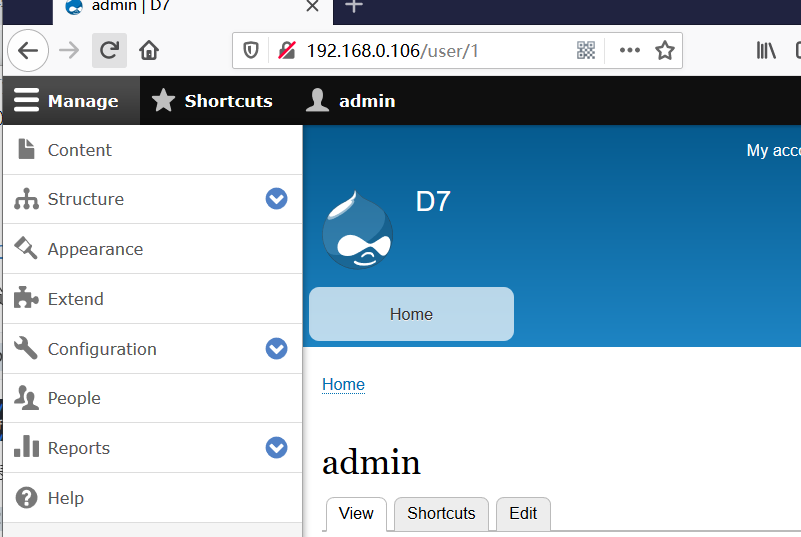 admin | D7
192.168.0.106/user/1
Manage
Shortcuts
admin
Content
Structure
Appearance
Extend
Configuration
People
Reports
Help
My acco
D7
Home
Home
admin
View
Shortcuts
Edit